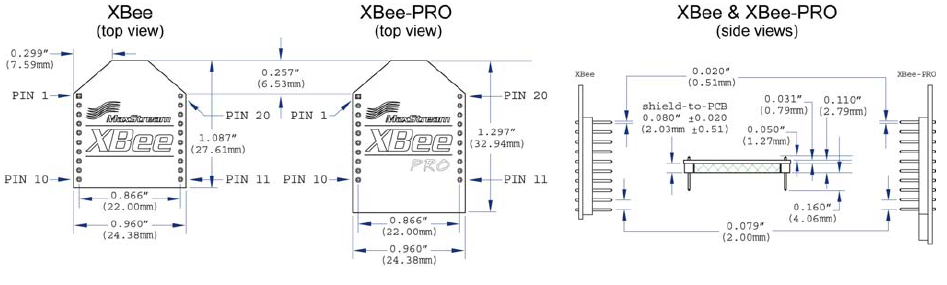 XBee
(top view)
0.299"
(7.59mm)
PIN 1
PIN 10
MaxStream
XBee
PIN 20
1.087"
(27.61mm)
PIN 11
0.866"
(22.00mm)
0.960"
(24.38mm)
0.257"
(6.53mm)
XBee-PRO
(top view)
PIN 1
PIN 10
MaxStream
XBee
PRO
PIN 20
1.297"
(32.94mm)
PIN 11
0.866"
(22.00mm)
0.960"
(24.38mm)
XBee & XBee-PRO
(side views)
XBee
XBee-PRO
0.020"
(0.51mm)
shield-to-PCB
0.080" ±0.020
(2.03mm ±0.51)
0.031"
(0.79mm)
0.110"
(2.79mm)
0.050"
(1.27mm)
0.160"
(4.06mm)
0.079"
(2.00mm)